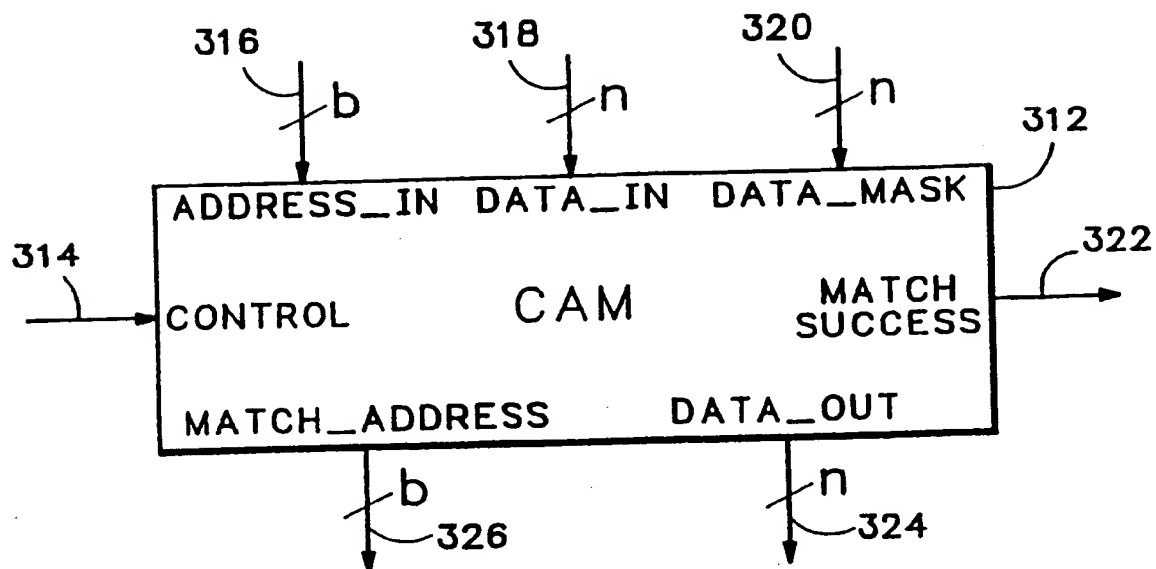 316
318
320
b
n
n
312
ADDRESS_IN
DATA_IN
DATA_MASK
314
322
CONTROL
CAM
MATCH
SUCCESS
MATCH_ADDRESS
DATA_OUT
b
n
326
324